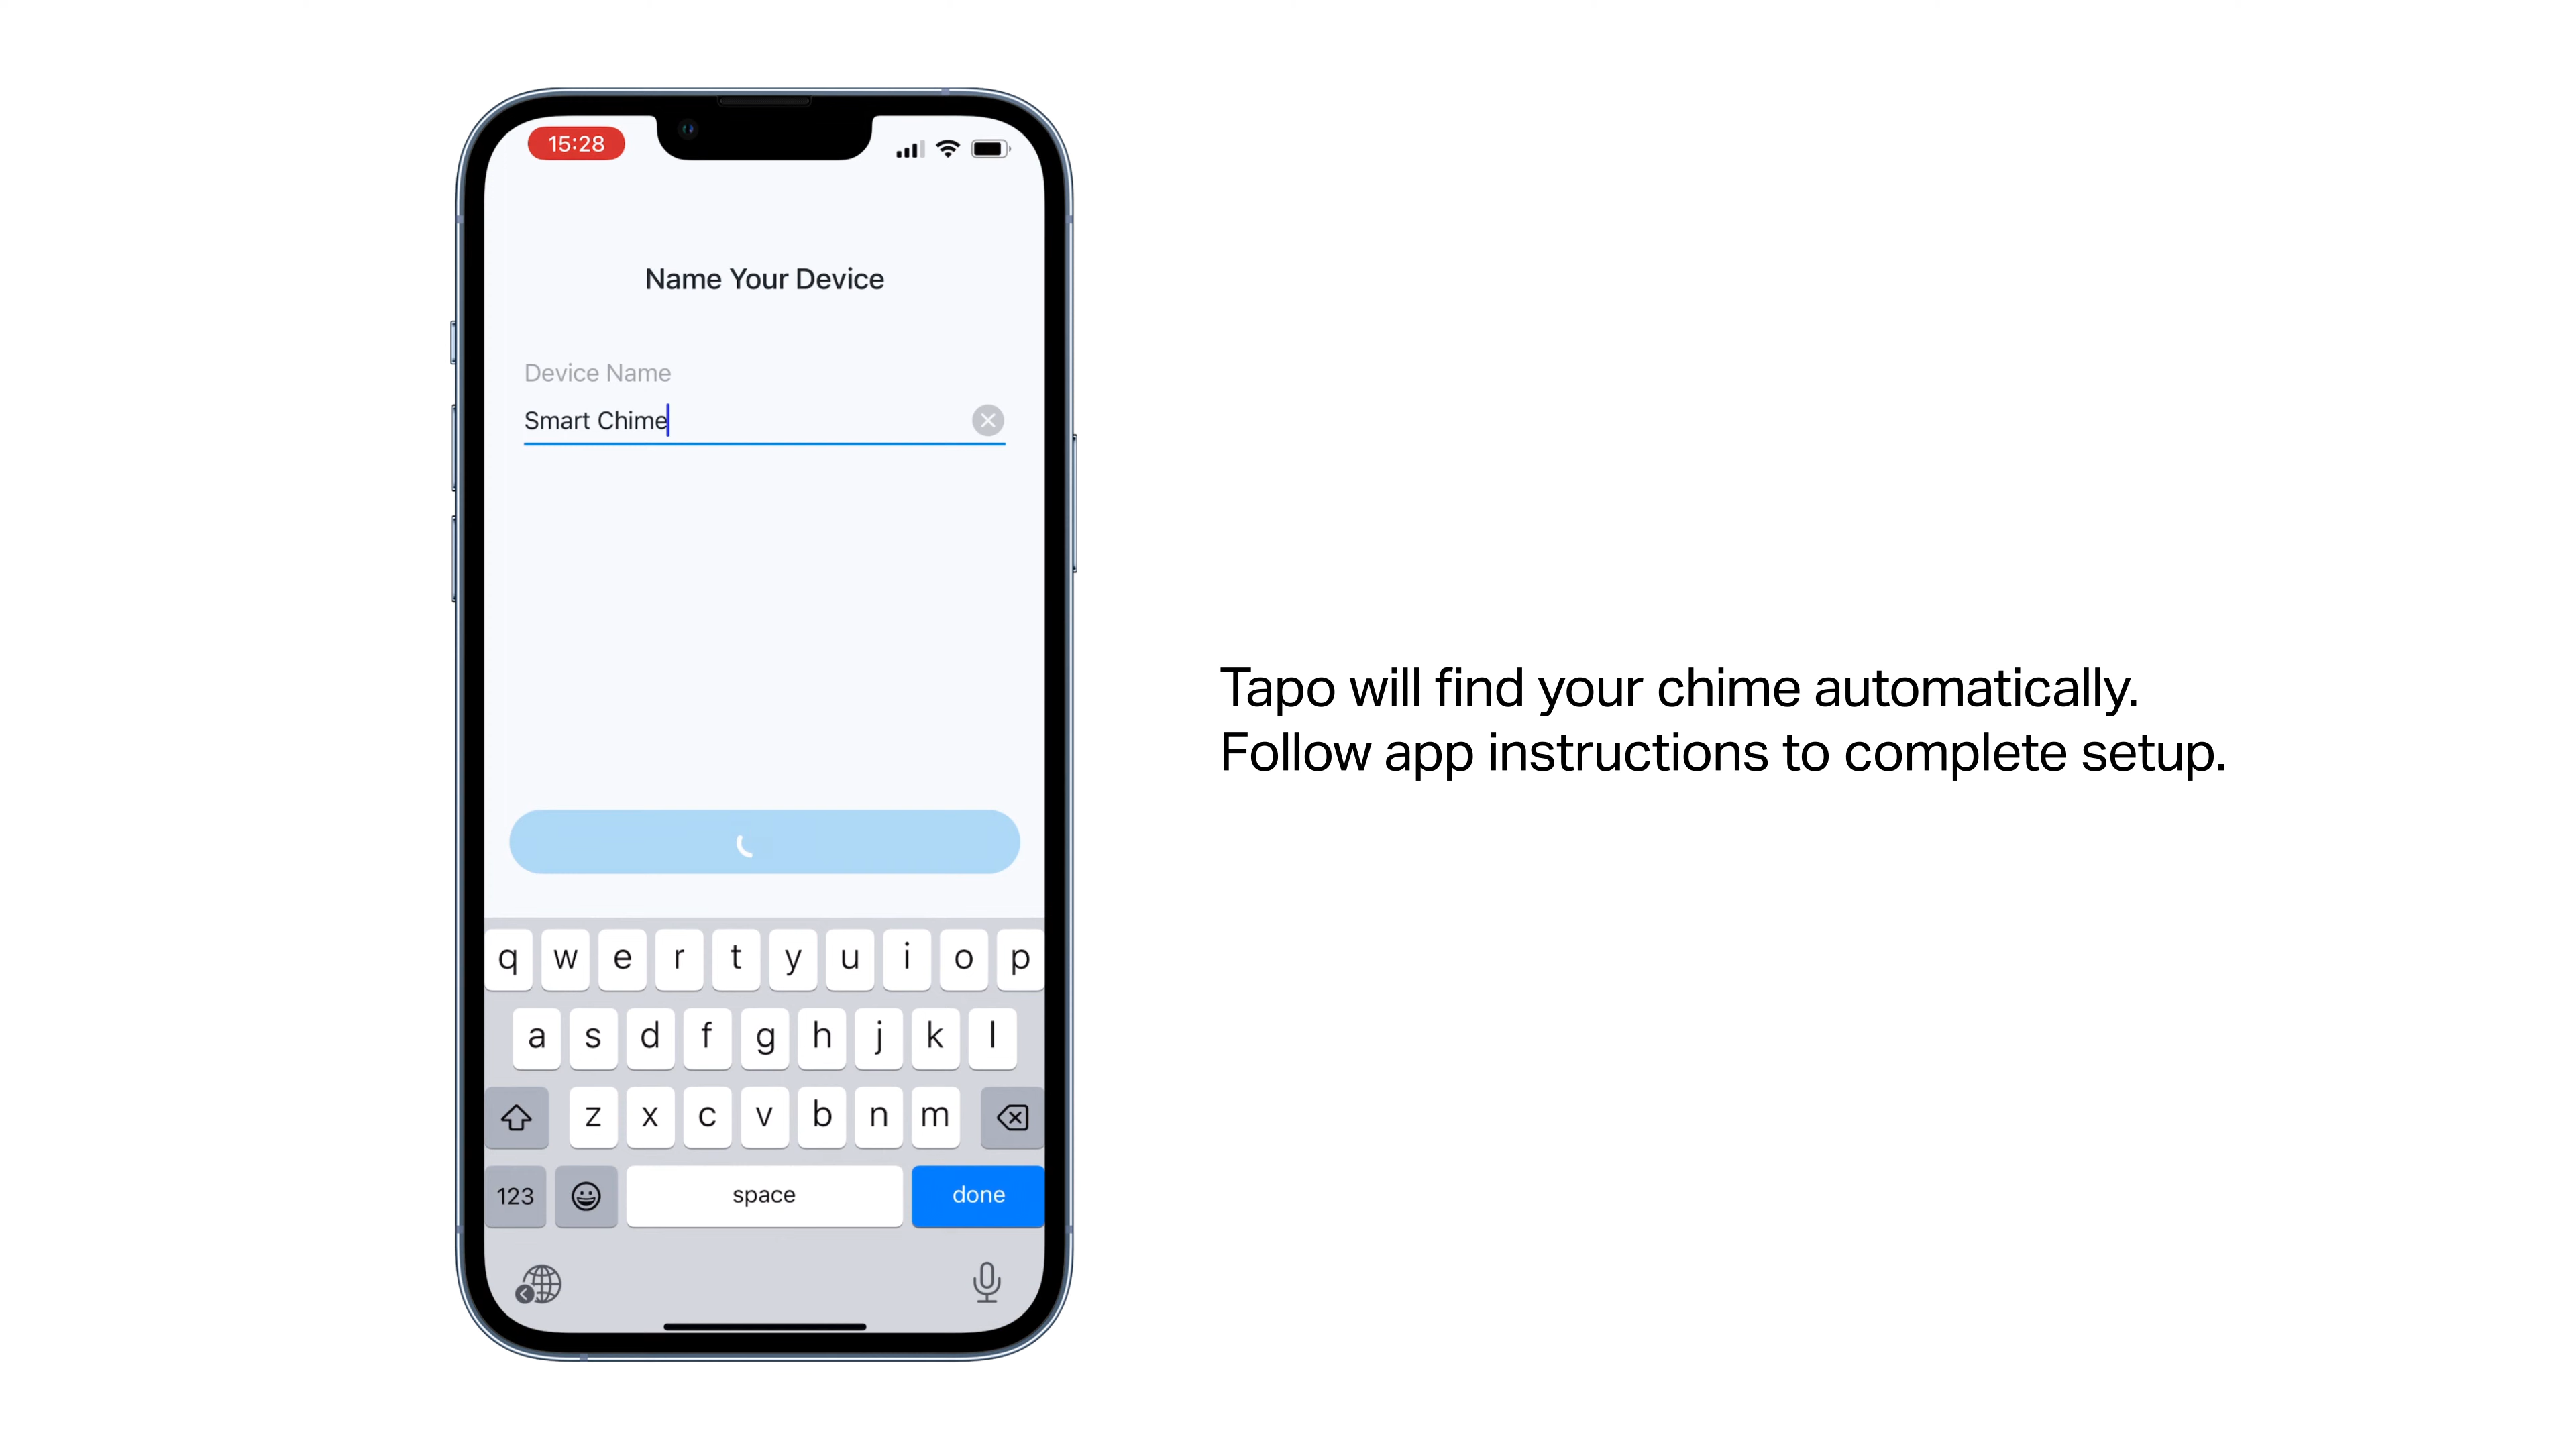 15:28
Name Your Device
Device Name
Smart Chime
Tapo will find your chime automatically.
Follow app instructions to complete setup.
q w e r t y u i o p
a s d f g h j k l
z x c v b n m
123 space done